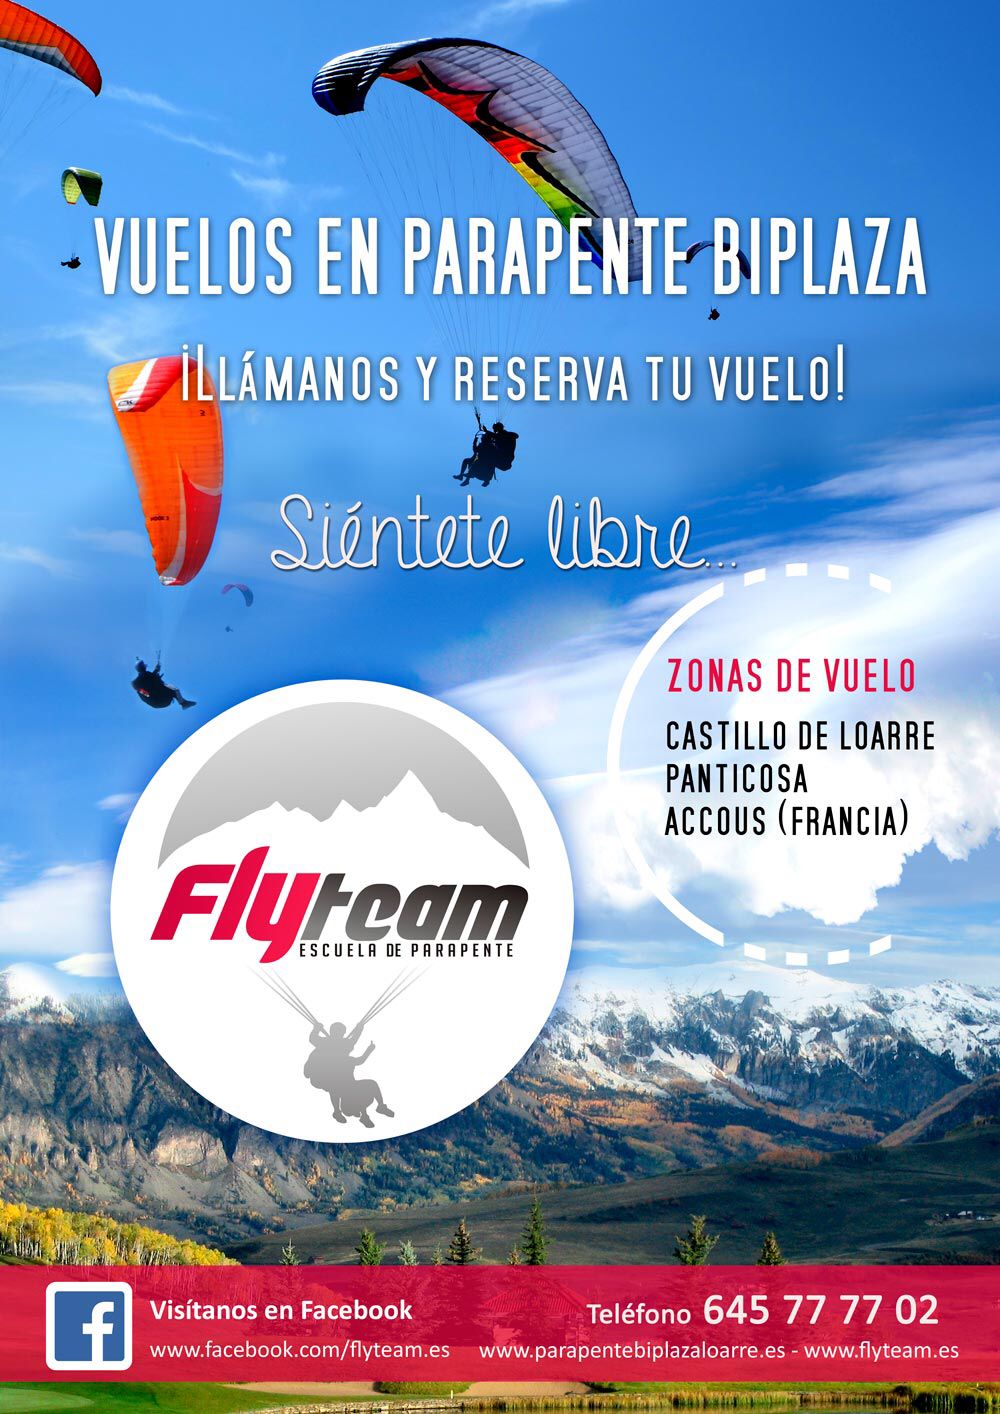 VUELOS EN PARAPENTE BIPLAZA
¡LLÁMANOS Y RESERVA TU VUELO!
Siéntete libre...
ZONAS DE VUELO
CASTILLO DE LOARRE
PANTICOSA
ACCOUS (FRANCIA)
Flyteam
ESCUELA DE PARAPENTE
f
Visítanos en Facebook
www.facebook.com/flyteam.es
Teléfono 645 77 77 02
www.parapentebiplazaloarre.es - www.flyteam.es